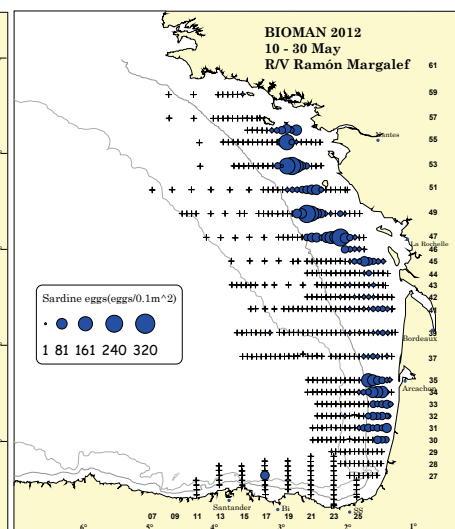 BIOMAN 2012
10 - 30 May
R/V Ramón Margalef
61
59
57
Nantes
55
53
51
49
47
La Rochelle
46
45
44
43
42
41
Sardine eggs(eggs/0.1m^2)
1 81 161 240 320
39
Bordeaux
37
35
Arcachon
34
33
32
31
30
29
28
27
Santander
Bi
SS
07 09 11 13 15 17 19 21 23 25
6° 5° 4° 3° 2° 1°